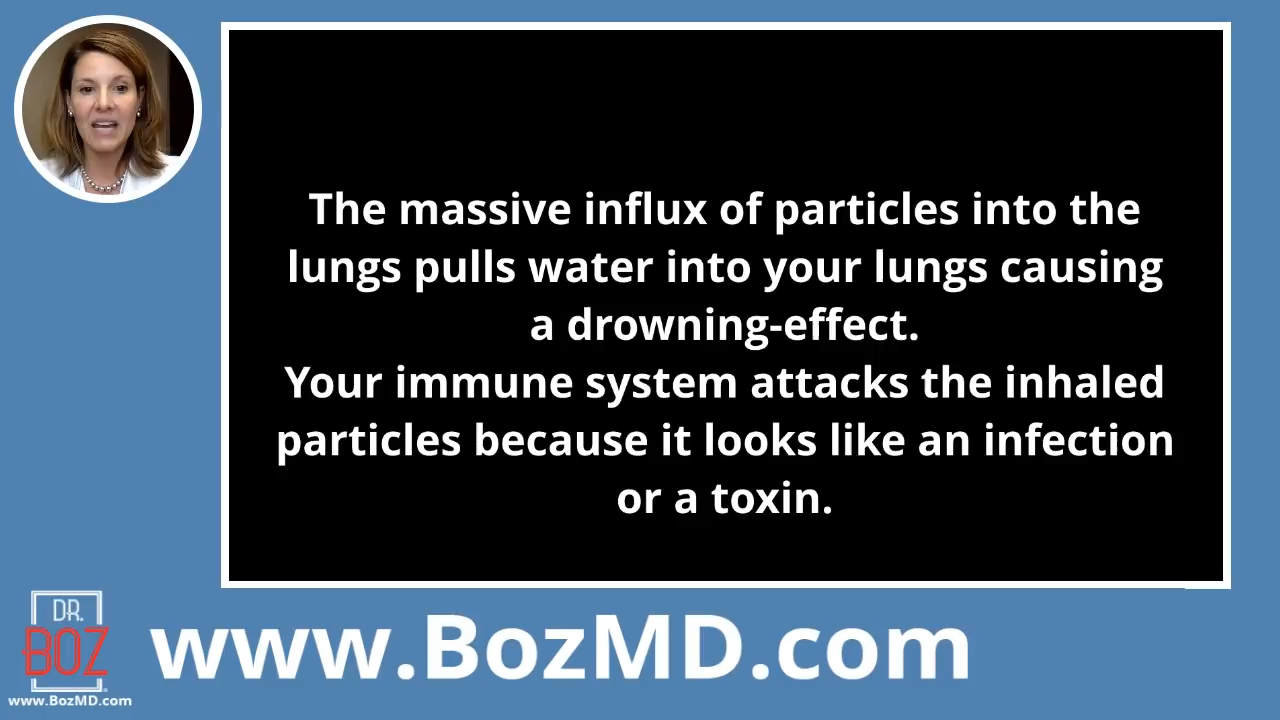 The massive influx of particles into the
lungs pulls water into your lungs causing
a drowning-effect.
Your immune system attacks the inhaled
particles because it looks like an infection
or a toxin.
DR.
BOZ
www.BozMD.com
www.BozMD.com